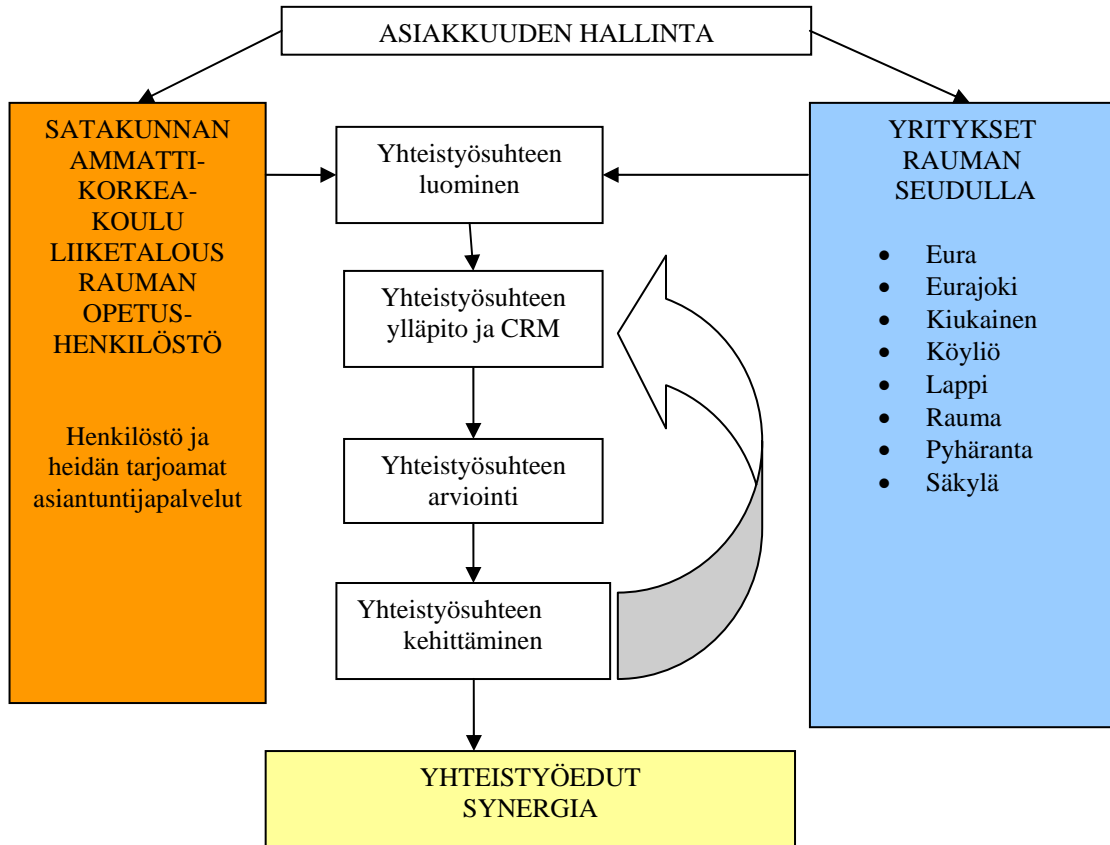 ASIAKKUUDEN HALLINTA
SATAKUNNAN
AMMATTI-
KORKEA-
KOULU
LIIKETALOUS
RAUMAN
OPETUS-
HENKILÖSTÖ
Henkilöstö ja
heidän tarjoamat
asiantuntijapalvelut
Yhteistyösuhteen
luominen
Yhteistyösuhteen
ylläpito ja CRM
Yhteistyösuhteen
arviointi
Yhteistyösuhteen
kehittäminen
YRITYKSET
RAUMAN
SEUDULLA
• Eura
• Eurajoki
• Kiukainen
• Köyliö
• Lappi
• Rauma
• Pyhäranta
• Säkylä
YHTEISTYÖEDUT
SYNERGIA